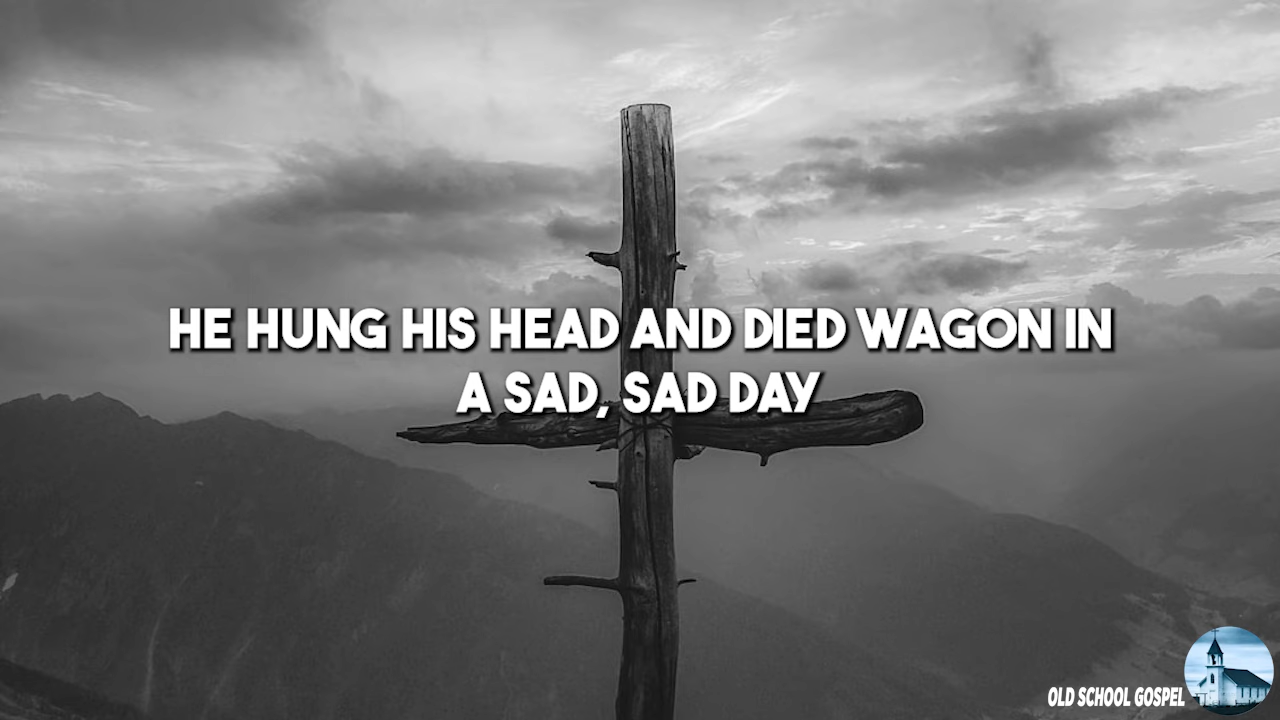 HE HUNG HIS HEAD AND DIED WAGON IN
A SAD, SAD DAY
OLD SCHOOL GOSPEL